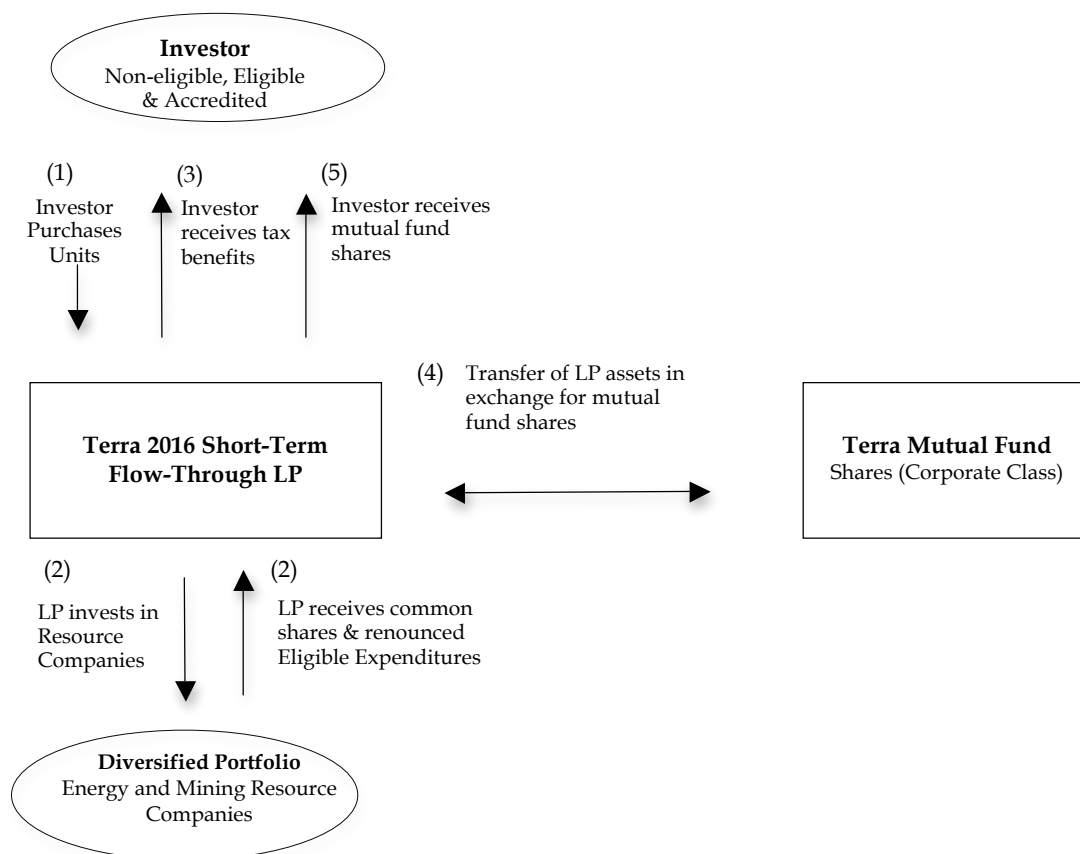 Investor
Non-eligible, Eligible
& Accredited
(1)
Investor
Purchases
Units
(3)
Investor
receives tax
benefits
(5)
Investor receives
mutual fund
shares
Terra 2016 Short-Term
Flow-Through LP
(4) Transfer of LP assets in
exchange for mutual
fund shares
Terra Mutual Fund
Shares (Corporate Class)
(2)
LP invests in
Resource
Companies
(2)
LP receives common
shares & renounced
Eligible Expenditures
Diversified Portfolio
Energy and Mining Resource
Companies